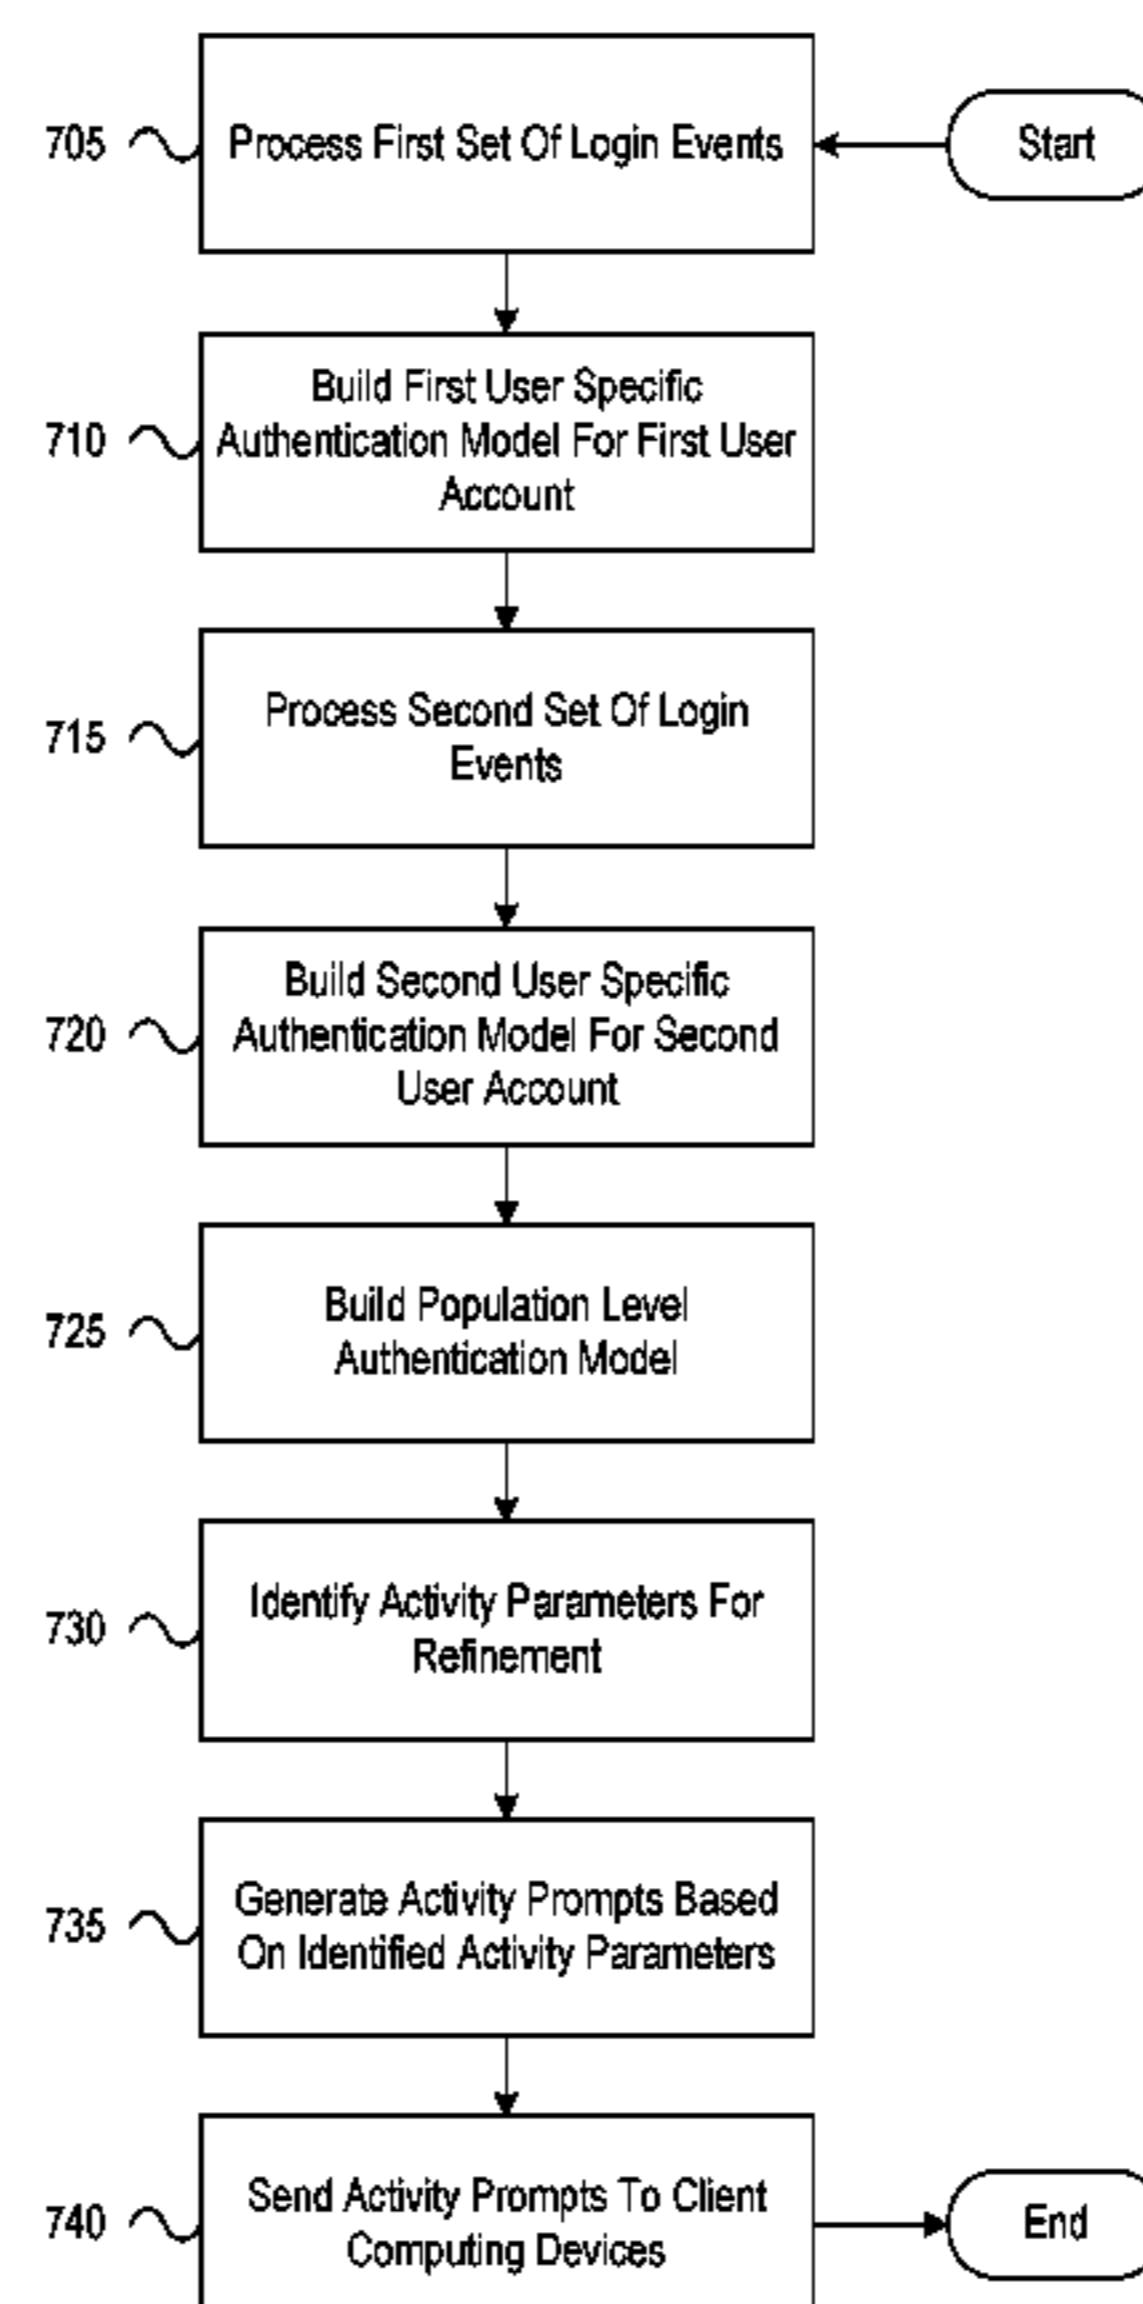 705
Process First Set Of Login Events
Start
710
Build First User Specific
Authentication Model For First User
Account
715
Process Second Set Of Login
Events
720
Build Second User Specific
Authentication Model For Second
User Account
725
Build Population Level
Authentication Model
730
Identify Activity Parameters For
Refinement
735
Generate Activity Prompts Based
On Identified Activity Parameters
740
Send Activity Prompts To Client
Computing Devices
End